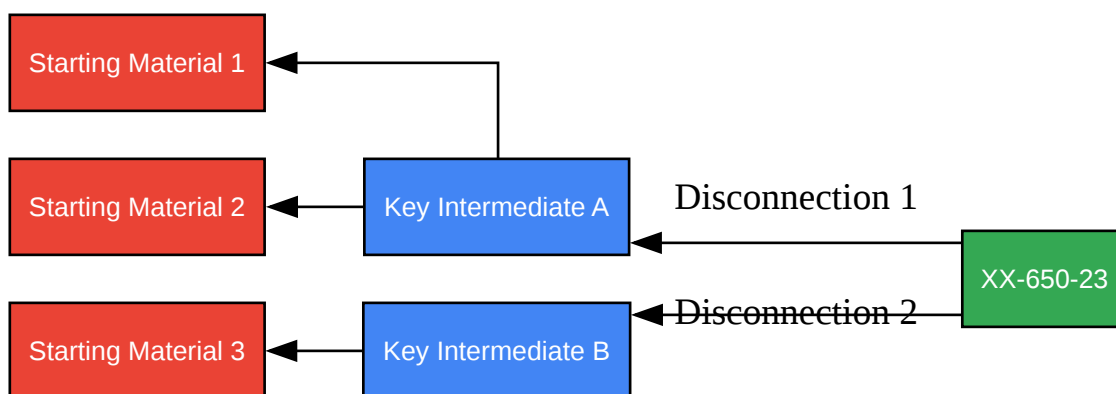 Starting Material 1
Starting Material 2
Key Intermediate A
Disconnection 1
XX-650-23
Disconnection 2
Starting Material 3
Key Intermediate B